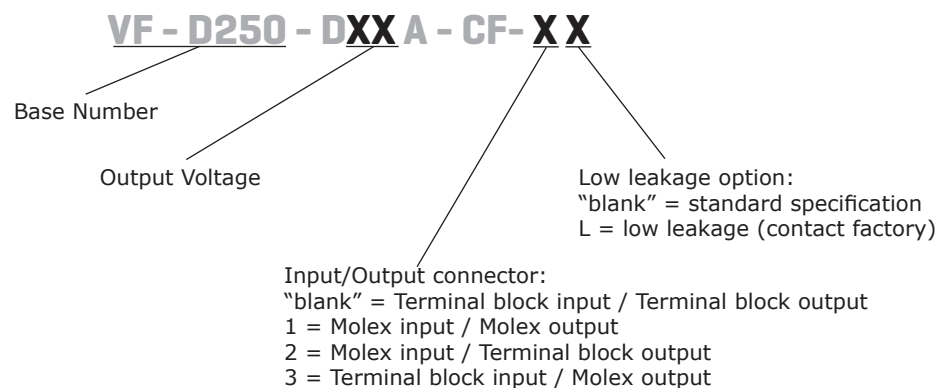 VF - D250 - DXX A - CF- X X
Base Number
Output Voltage
Low leakage option:
“blank” = standard specification
L = low leakage (contact factory)
Input/Output connector:
“blank” = Terminal block input / Terminal block output
1 = Molex input / Molex output
2 = Molex input / Terminal block output
3 = Terminal block input / Molex output